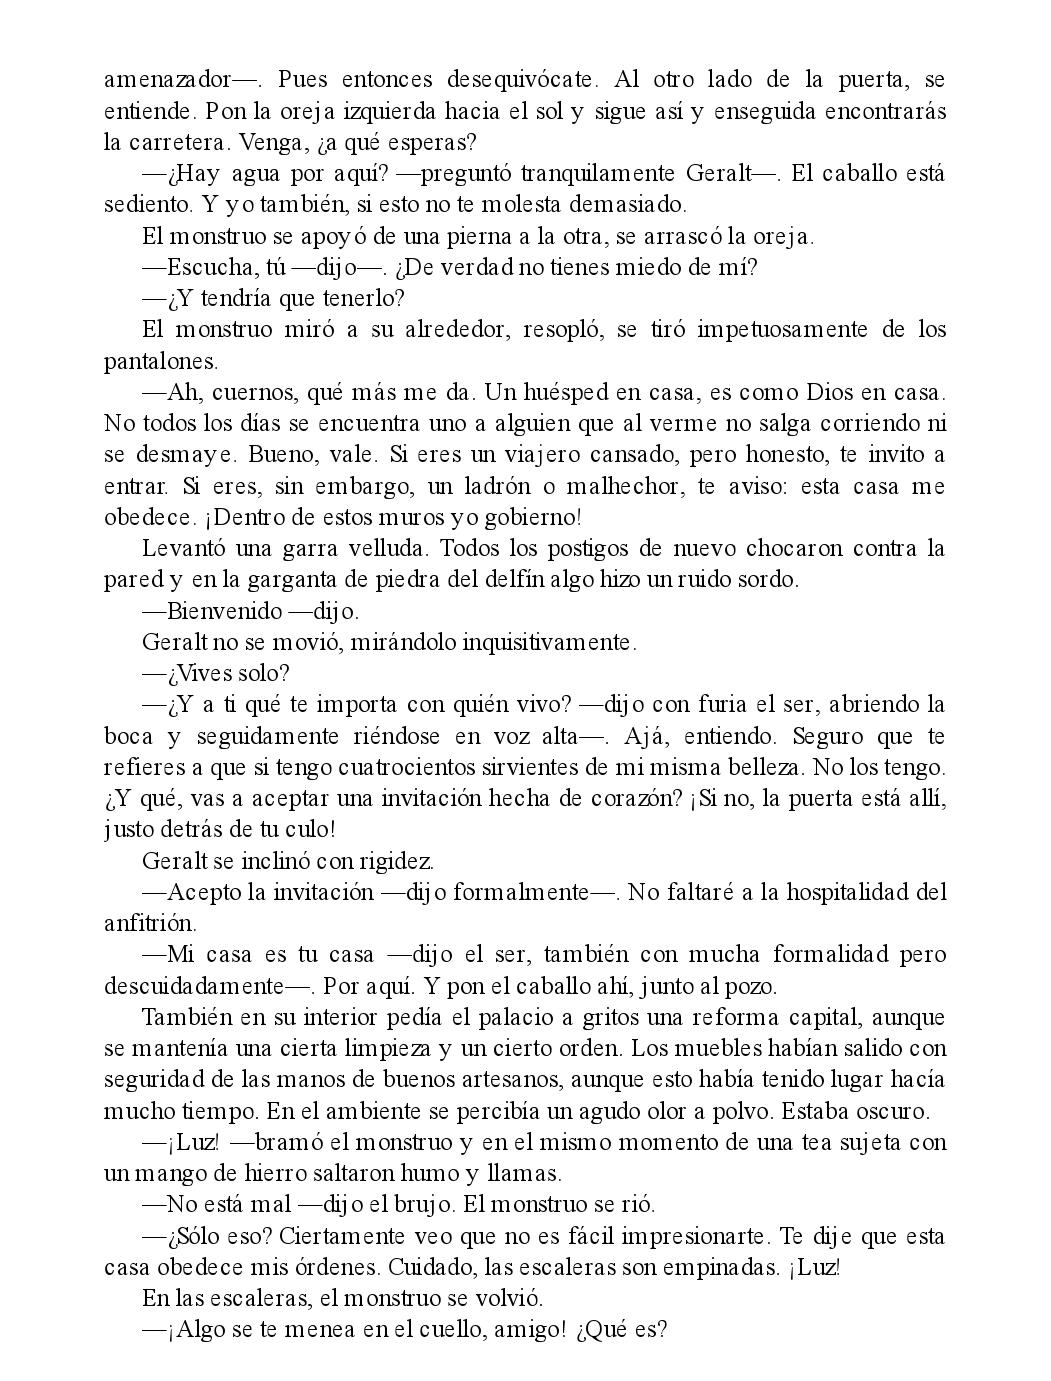 amenazador—. Pues entonces desequivócate. Al otro lado de la puerta, se
entiende. Pon la oreja izquierda hacia el sol y sigue así y enseguida encontrarás
la carretera. Venga, ¿a qué esperas?
—¿Hay agua por aquí? —preguntó tranquilamente Geralt—. El caballo está
sediento. Y yo también, si esto no te molesta demasiado.
El monstruo se apoyó de una pierna a la otra, se arrascó la oreja.
—Escucha, tú —dijo—. ¿De verdad no tienes miedo de mí?
—¿Y tendría que tenerlo?
El monstruo miró a su alrededor, resopló, se tiró impetuosamente de los
pantalones.
—Ah, cuernos, qué más me da. Un huésped en casa, es como Dios en casa.
No todos los días se encuentra uno a alguien que al verme no salga corriendo ni
se desmaye. Bueno, vale. Si eres un viajero cansado, pero honesto, te invito a
entrar. Si eres, sin embargo, un ladrón o malhechor, te aviso: esta casa me
obedece. ¡Dentro de estos muros yo gobierno!
Levantó una garra velluda. Todos los postigos de nuevo chocaron contra la
pared y en la garganta de piedra del delfín algo hizo un ruido sordo.
—Bienvenido —dijo.
Geralt no se movió, mirándolo inquisitivamente.
—¿Vives solo?
—¿Y a ti qué te importa con quién vivo? —dijo con furia el ser, abriendo la
boca y seguidamente riéndose en voz alta—. Ajá, entiendo. Seguro que te
refieres a que si tengo cuatrocientos sirvientes de mi misma belleza. No los tengo.
¿Y qué, vas a aceptar una invitación hecha de corazón? ¡Si no, la puerta está allí,
justo detrás de tu culo!
Geralt se inclinó con rigidez.
—Acepto la invitación —dijo formalmente—. No faltaré a la hospitalidad del
anfitrión.
—Mi casa es tu casa —dijo el ser, también con mucha formalidad pero
descuidadamente—. Por aquí. Y pon el caballo ahí, junto al pozo.
También en su interior pedía el palacio a gritos una reforma capital, aunque
se mantenía una cierta limpieza y un cierto orden. Los muebles habían salido con
seguridad de las manos de buenos artesanos, aunque esto había tenido lugar hacía
mucho tiempo. En el ambiente se percibía un agudo olor a polvo. Estaba oscuro.
—¡Luz! —bramó el monstruo y en el mismo momento de una tea sujeta con
un mango de hierro saltaron humo y llamas.
—No está mal —dijo el brujo. El monstruo se rió.
—¿Sólo eso? Ciertamente veo que no es fácil impresionarte. Te dije que esta
casa obedece mis órdenes. Cuidado, las escaleras son empinadas. ¡Luz!
En las escaleras, el monstruo se volvió.
—¡Algo se te menea en el cuello, amigo! ¿Qué es?